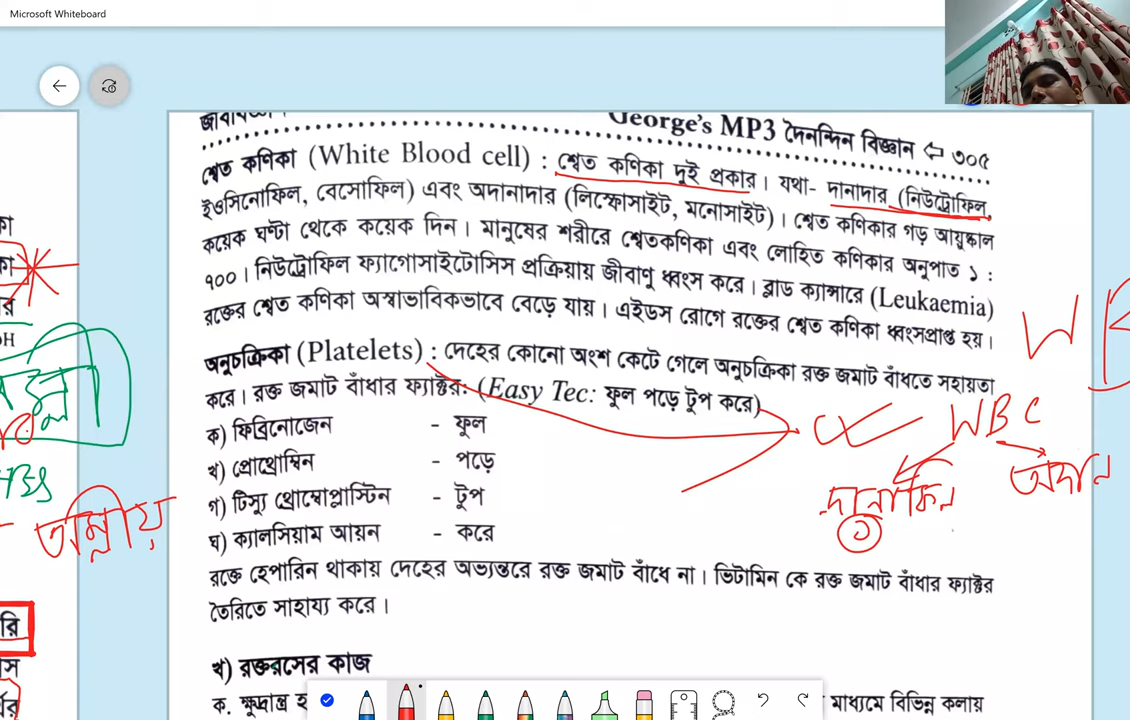 Microsoft Whiteboard
George's MP3 দৈনন্দিন বিজ্ঞান ⇦ ৩০৫
শ্বেত কণিকা (White Blood cell) : শ্বেত কণিকা দুই প্রকার। যথা- দানাদার (নিউট্রোফিল,
ইওসিনোফিল, বেসোফিল) এবং অদানাদার (লিম্ফোসাইট, মনোসাইট)। শ্বেত কণিকার গড় আয়ুষ্কাল
কয়েক ঘণ্টা থেকে কয়েক দিন। মানুষের শরীরে শ্বেতকণিকা এবং লোহিত কণিকার অনুপাত ১ :
৭০০। নিউট্রোফিল ফ্যাগোসাইটোসিস প্রক্রিয়ায় জীবাণু ধ্বংস করে। ব্লাড ক্যান্সারে (Leukaemia)
রক্তের শ্বেত কণিকা অস্বাভাবিকভাবে বেড়ে যায়। এইডস রোগে রক্তের শ্বেত কণিকা ধ্বংসপ্রাপ্ত হয়।
অনুচক্রিকা (Platelets) : দেহের কোনো অংশ কেটে গেলে অনুচক্রিকা রক্ত জমাট বাঁধতে সহায়তা
করে। রক্ত জমাট বাঁধার ফ্যাক্টর: (Easy Tec: ফুল পড়ে টুপ করে)
WBC
ক) ফিব্রিনোজেন - ফুল
খ) প্রোথ্রোম্বিন - পড়ে
গ) টিস্যু থ্রোম্বোপ্লাস্টিন - টুপ
ঘ) ক্যালসিয়াম আয়ন - করে
রক্তে হেপারিন থাকায় দেহের অভ্যন্তরে রক্ত জমাট বাঁধে না। ভিটামিন কে রক্ত জমাট বাঁধার ফ্যাক্টর
তৈরিতে সাহায্য করে।
খ) রক্তরসের কাজ
ক. ক্ষুদ্রান্ত্র হ
মাধ্যমে বিভিন্ন কলায়